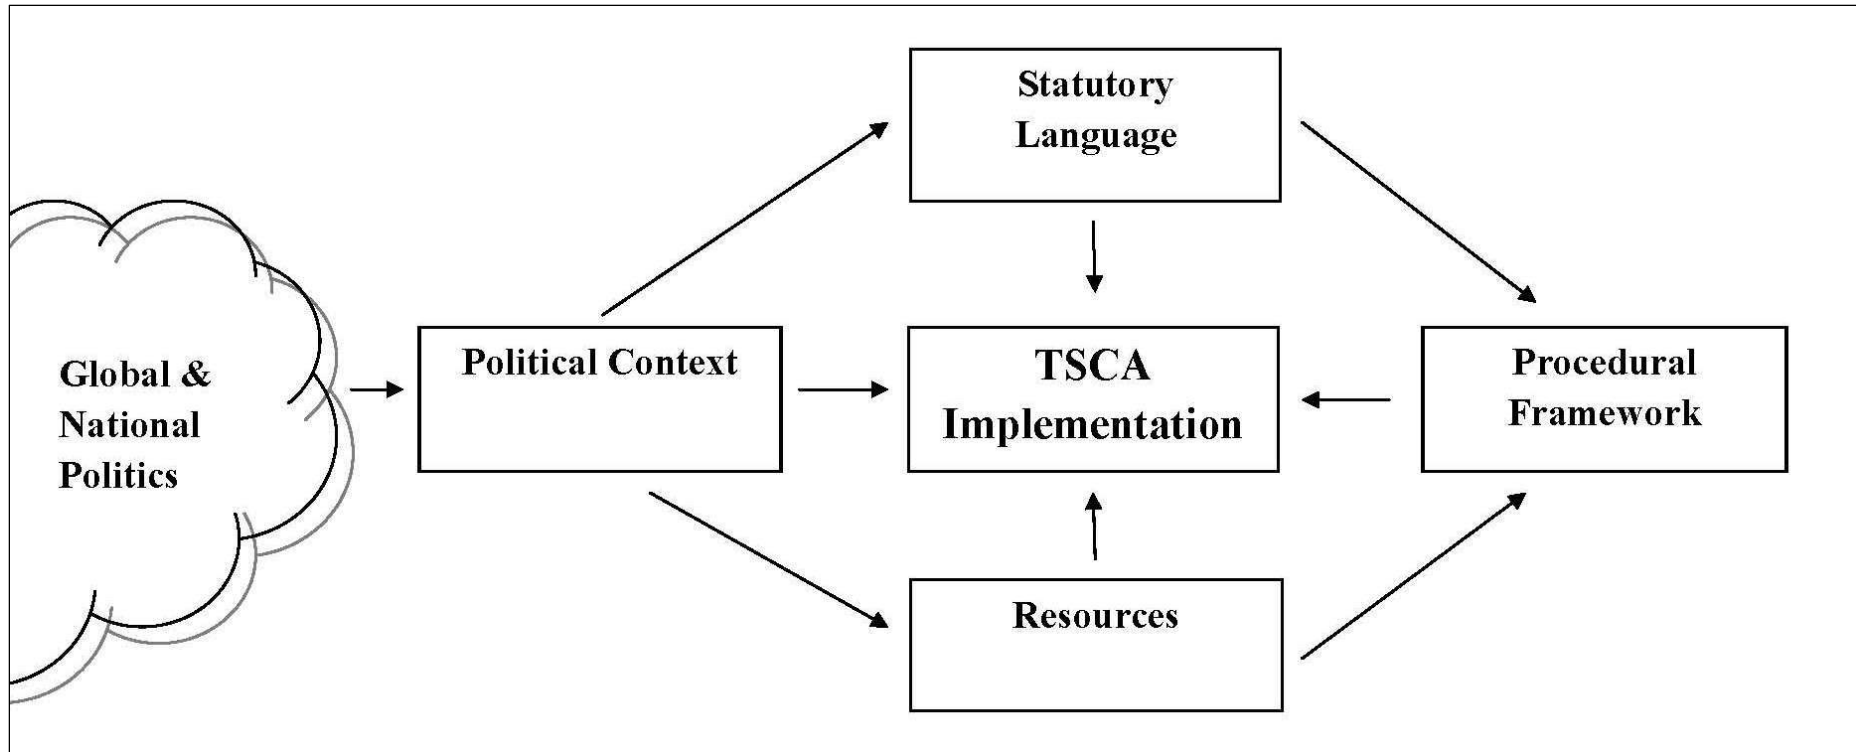 Statutory
Language
Global &
National
Politics
Political Context
TSCA
Implementation
Procedural
Framework
Resources